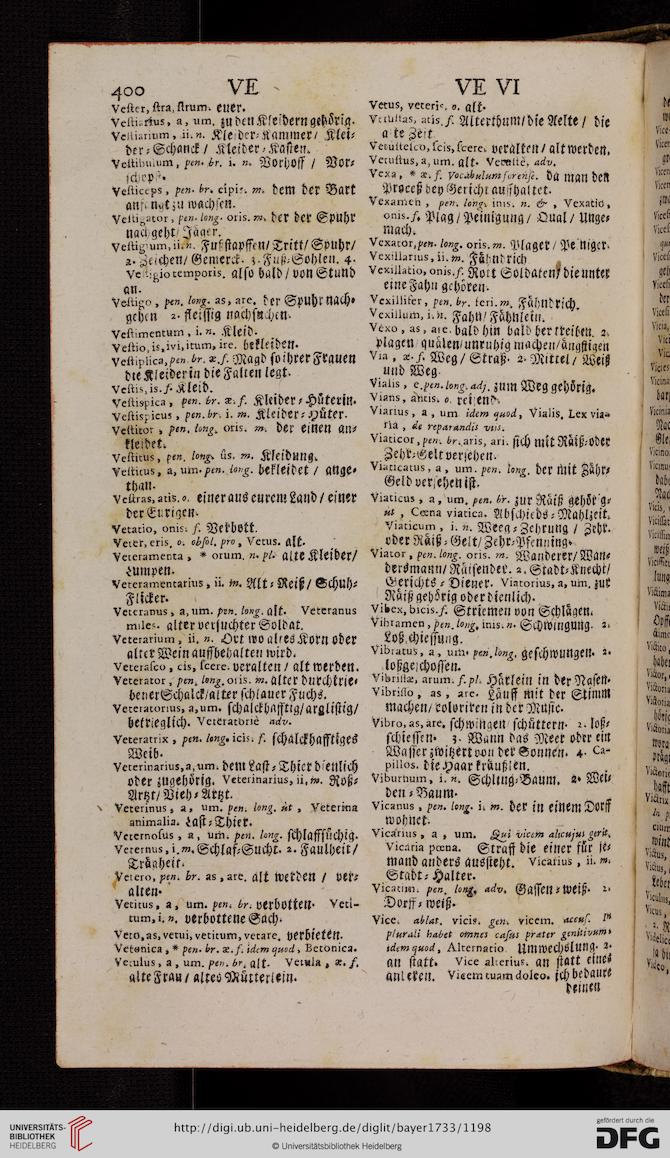 400 VE
Vester, stra, strum. euer.
Vestiarius, a, um, zu den Kleidern gehörig.
Vestiarium, ii. n. Kleider-Kammer / Klei-
der-Schanck / Kleider-Kasten.
Vestibulum, pen. br. i. n. Vorhoff / Vor-
schopff.
Vesticeps, pen. br. cipis. m. dem der Bart
anfängt zu wachsen.
Vestigator, pen. long. oris. m. der der Spuhr
nachgeht / Jäger.
Vestigium, ii. n. Fußstapffen / Tritt / Spuhr /
2. Zeichen / Gemerck. 3. Fuß-Sohlen. 4.
Vestigio temporis. also bald / von Stund
an.
Vestigo, pen. long. as, are. der Spuhr nach-
gehen 2. fleissig nachsuchen.
Vestimentum, i. n. Kleid.
Vestio, is, ivi, itum, ire. bekleiden.
Vestiplica, pen. br. æ. f. Magd so ihrer Frauen
die Kleider in die Falten legt.
Vestis, is. f. Kleid.
Vestispica, pen. br. æ. f. Kleider-Hüterin.
Vestispicus, pen. br. i. m. Kleider-Hüter.
Vestitor, pen. long. oris. m. der einen an-
kleidet.
Vestitus, pen. long. ûs. m. Kleidung.
Vestitus, a, um. pen. long. bekleidet / ange-
than.
Vestras, atis. o. einer aus eurem Land / einer
der Eurigen.
Vetatio, onis. f. Verbott.
Veter, eris. o. obsol. pro, Vetus. alt.
Veteramenta, * orum, n. pl. alte Kleider /
Lumpen.
Veteramentarius, ii. m. Alt-Reiß / Schuh-
Flicker.
Veteranus, a, um. pen. long. alt. Veteranus
miles. alter versuchter Soldat.
Veterarium, ii. n. Ort wo altes Korn oder
alter Wein auffbehalten wird.
Veterasco, cis, scere. veralten / alt werden.
Veterator, pen. long. oris. m. alter durchtrie-
bener Schalck / alter schlauer Fuchs.
Veteratorius, a, um. schalckhafftig / arglistig /
betrieglich. Veteratoriè adv.
Veteratrix, pen. long. icis. f. schalckhafftiges
Weib.
Veterinarius, a, um. dem Last-Thier dienlich
oder zugehörig. Veterinarius, ii, m. Roß-
Artzt / Vieh-Artzt.
Veterinus, a, um. pen. long. ut, Veterina
animalia. Last-Thier.
Veternosus, a, um. pen. long. schlaffsüchig.
Veternus, i. m. Schlaf-Sucht. 2. Faulheit /
Trägheit.
Vetero, pen. br. as, are. alt werden / ver-
alten.
Vetitus, a, um. pen. br. verbotten. Veti-
tum, i. n. verbottene Sach.
Veto, as, vetui, vetitum, vetare. verbieten.
Vetonica, * pen. br. æ. f. idem quod, Betonica.
Vetulus, a, um. pen. br. alt. Vetula, æ. f.
alte Frau / altes Mütterlein.
VE VI
Vetus, veteris. o. alt.
Vetustas, atis. f. Alterthum / die Aelte / die
alte Zeit.
Vetustesco, scis, scere. veralten / alt werden.
Vetustus, a, um. alt. Vetustè, adv.
Vexa, * æ. f. Vocabulum forense. da man den
Proceß bey Gericht auffhaltet.
Vexamen, pen. long. inis. n. & , Vexatio,
onis. f. Plag / Peinigung / Qual / Unge-
mach.
Vexator, pen. long. oris. m. Plager / Peiniger.
Vexillarius, ii. m. Fähndrich
Vexillatio, onis. f. Rott Soldaten / die unter
eine Fahn gehören.
Vexillifer, pen. br. feri. m. Fähndrich.
Vexillum, i. n. Fahn / Fähnlein.
Vexo, as, are. bald hin bald her treiben. 2.
plagen / quälen / unruhig machen / ängstigen
Via, æ. f. Weg / Straß. 2. Mittel / Weiß
und Weg.
Vialis, e. pen. long. adj. zum Weg gehörig.
Vians, antis. o. reisend.
Viarius, a, um idem quod, Vialis. Lex via-
ria, de reparandis viis.
Viaticor, pen. br. aris, ari. sich mit Räiß-oder
Zehr-Gelt versehen.
Viaticatus, a, um. pen. long. der mit Zähr-
Geld versehen ist.
Viaticus, a, um. pen. br. zur Räiß gehörig.
ut, Cœna viatica. Abschieds-Mahlzeit.
Viaticum, i. n. Weeg-Zehrung / Zehr-
oder Räiß-Gelt / Zehr-Pfenning.
Viator, pen. long. oris. m. Wanderer / Wan-
dersmann / Räisender. 2. Stadt-Knecht /
Gerichts-Diener. Viatorius, a, um. zur
Räiß gehörig oder dienlich.
Vibex, bicis. f. Striemen von Schlägen.
Vibramen, pen. long. inis. n. Schwingung. 2.
Loßschiessung.
Vibratus, a, um. pen. long. geschwungen. 2.
loßgeschossen.
Vibrissæ, arum. f. pl. Härlein in der Nasen.
Vibrisso, as, are. Läuff mit der Stimm
machen / coloriren in der Music.
Vibro, as, are. schwingen / schüttern. 2. loß-
schiessen. 3. Wann das Meer oder ein
Wasser zwitzert von der Sonnen. 4. Ca-
pillos. die Haar kräußlen.
Viburnum, i. n. Schling-Baum. 2. Wei-
den-Baum.
Vicanus, pen. long. i. m. der in einem Dorff
wohnet.
Vicarius, a, um. Qui vicem alicujus gerit.
Vicaria pœna. Straff die einer für je-
mand anders aussteht. Vicarius, ii. m.
Stadt-Halter.
Vicatim. pen. long. adv. Gassen-weiß. 2.
Dorff-weiß.
Vice. ablat. vicis. gen. vicem. accus. In
plurali habet omnes casus præter genitivum.
idem quod, Alternatio Umwechslung. 2.
an statt. Vice alterius. an statt eines
anderen. Vicem tuam doleo. ich bedaure
deinen
UNIVERSITÄTS-
BIBLIOTHEK
HEIDELBERG
http://digi.ub.uni-heidelberg.de/diglit/bayer1733/1198
© Universitätsbibliothek Heidelberg
gefördert durch die
DFG